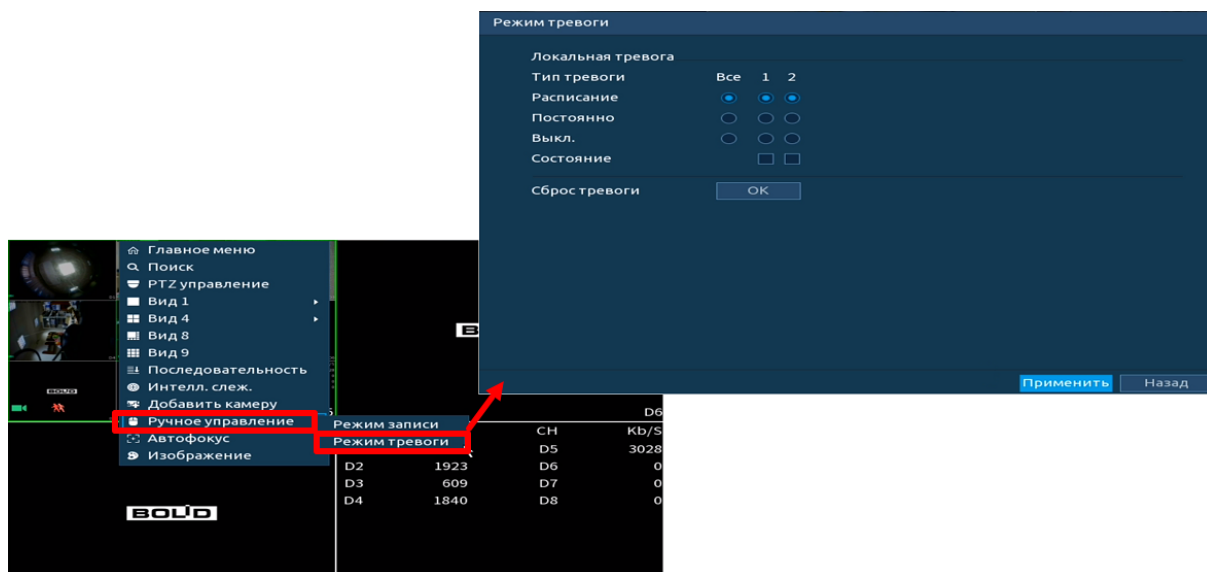 Режим тревоги
Локальная тревога
Тип тревоги Все 1 2
Расписание
Постоянно
Выкл.
Состояние
Сброс тревоги OK
Применить Назад
Главное меню
Поиск
PTZ управление
Вид 1
Вид 4
Вид 8
Вид 9
Последовательность
Интелл. слеж.
Добавить камеру
Ручное управление
Автофокус
Изображение
Режим записи
Режим тревоги
BOLID
D6
CH Kb/S
D5 3028
D2 1923 D6 0
D3 609 D7 0
D4 1840 D8 0
BOLID